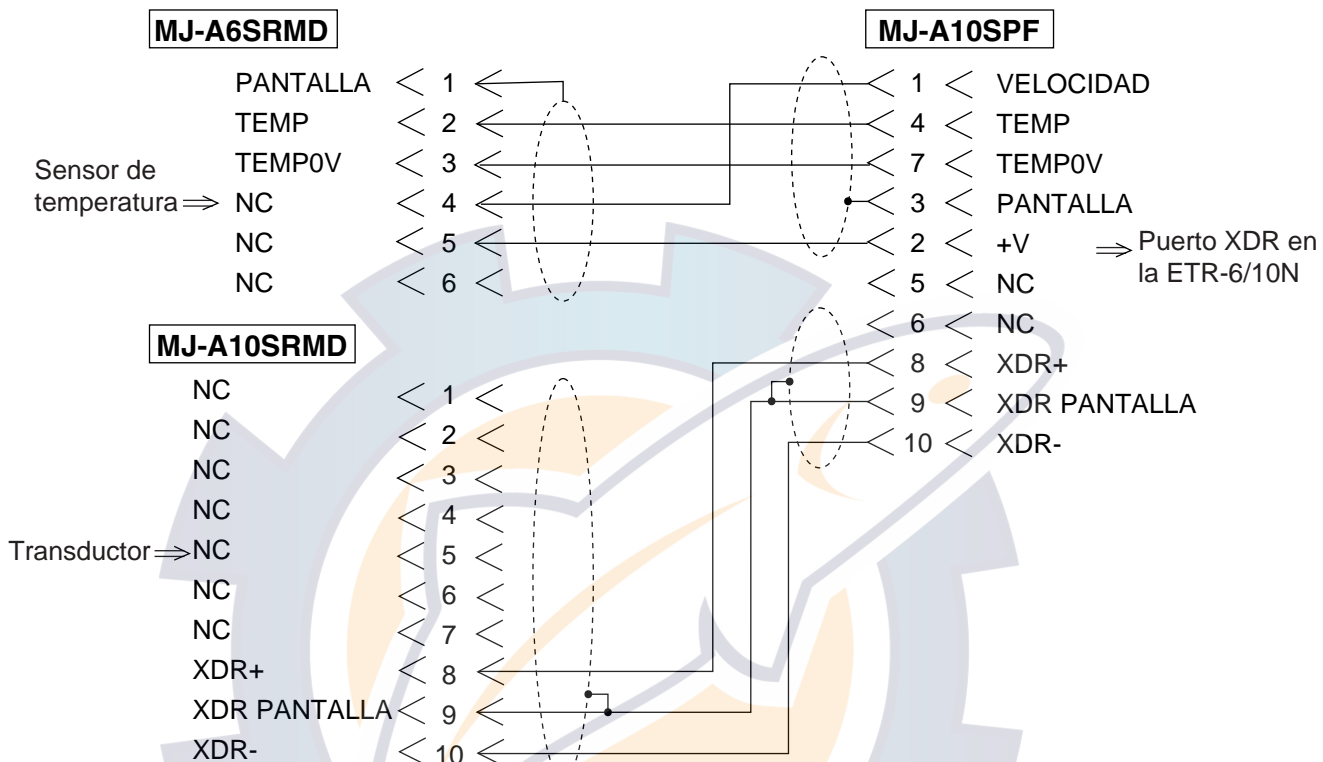 MJ-A6SRMD
PANTALLA 1
TEMP 2
TEMP0V 3
Sensor de
temperatura NC 4
NC 5
NC 6
MJ-A10SPF
1 VELOCIDAD
4 TEMP
7 TEMP0V
3 PANTALLA
2 +V
Puerto XDR en
la ETR-6/10N
5 NC
6 NC
8 XDR+
9 XDR PANTALLA
10 XDR-
MJ-A10SRMD
NC 1
NC 2
NC 3
NC 4
Transductor NC 5
NC 6
NC 7
XDR+ 8
XDR PANTALLA 9
XDR- 10